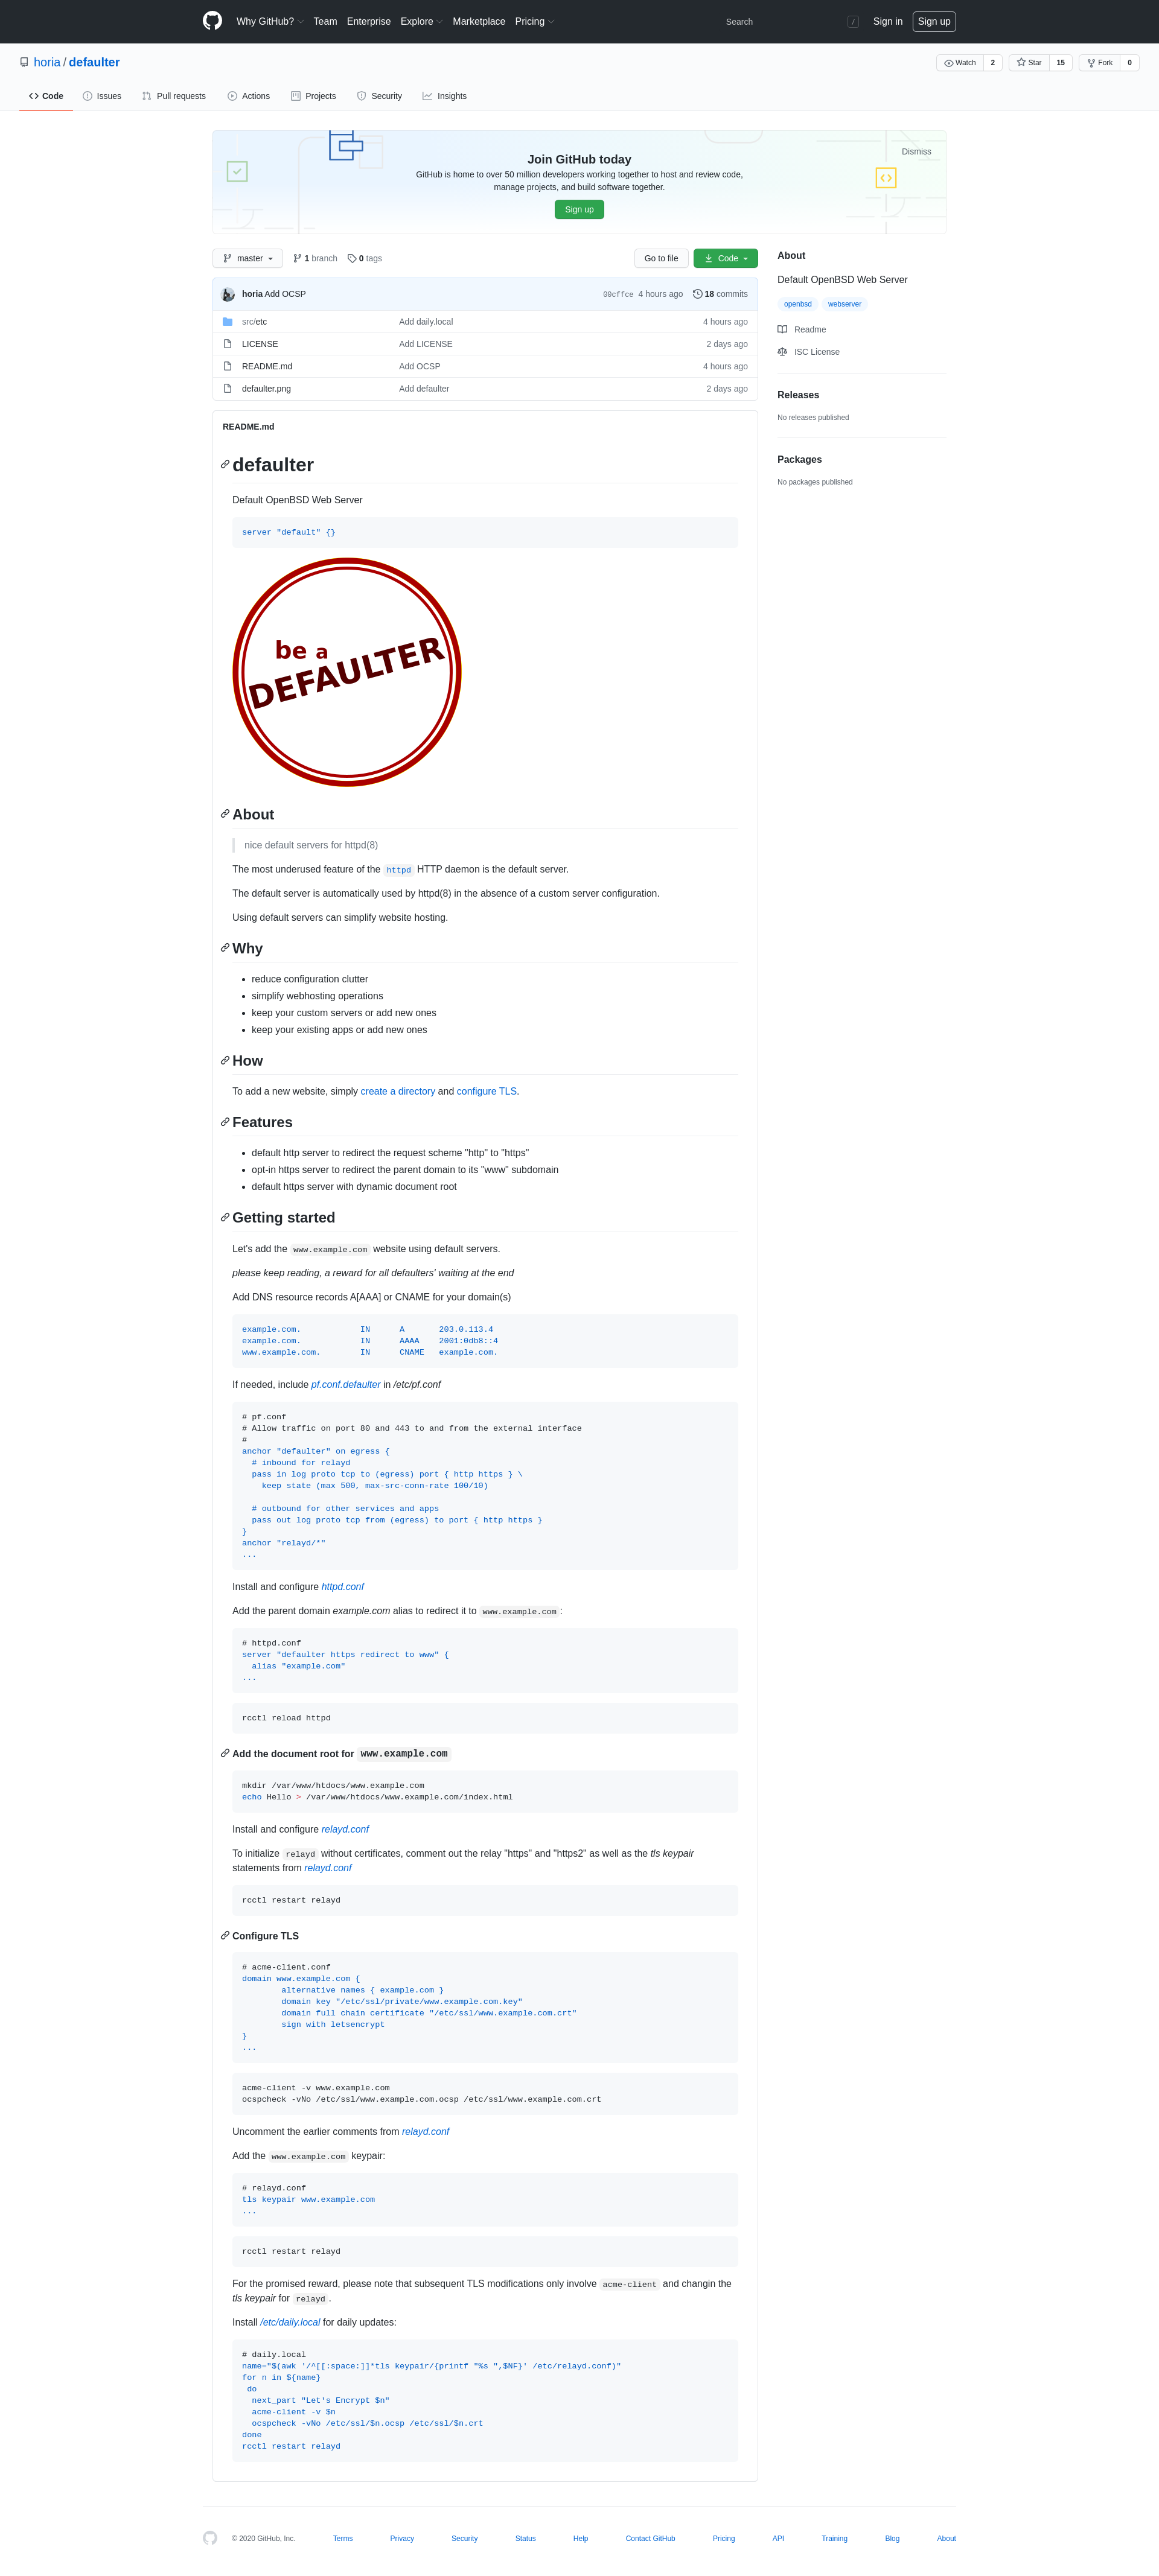 Why GitHub? Team Enterprise Explore Marketplace Pricing Search / Sign in Sign up
horia / defaulter
Watch 2 Star 15 Fork 0
Code Issues Pull requests Actions Projects Security Insights
Dismiss
Join GitHub today
GitHub is home to over 50 million developers working together to host and review code,
manage projects, and build software together.
Sign up
master 1 branch 0 tags Go to file Code
horia Add OCSP 00cffce 4 hours ago 18 commits
src/etc Add daily.local 4 hours ago
LICENSE Add LICENSE 2 days ago
README.md Add OCSP 4 hours ago
defaulter.png Add defaulter 2 days ago
About
Default OpenBSD Web Server
openbsd webserver
Readme
ISC License
Releases
No releases published
Packages
No packages published
README.md
defaulter
Default OpenBSD Web Server
server "default" {}
be a
DEFAULTER
About
nice default servers for httpd(8)
The most underused feature of the httpd HTTP daemon is the default server.
The default server is automatically used by httpd(8) in the absence of a custom server configuration.
Using default servers can simplify website hosting.
Why
• reduce configuration clutter
• simplify webhosting operations
• keep your custom servers or add new ones
• keep your existing apps or add new ones
How
To add a new website, simply create a directory and configure TLS.
Features
• default http server to redirect the request scheme "http" to "https"
• opt-in https server to redirect the parent domain to its "www" subdomain
• default https server with dynamic document root
Getting started
Let's add the www.example.com website using default servers.
please keep reading, a reward for all defaulters' waiting at the end
Add DNS resource records A[AAA] or CNAME for your domain(s)
example.com. IN A 203.0.113.4
example.com. IN AAAA 2001:0db8::4
www.example.com. IN CNAME example.com.
If needed, include pf.conf.defaulter in /etc/pf.conf
# pf.conf
# Allow traffic on port 80 and 443 to and from the external interface
#
anchor "defaulter" on egress {
# inbound for relayd
pass in log proto tcp to (egress) port { http https } \
keep state (max 500, max-src-conn-rate 100/10)
# outbound for other services and apps
pass out log proto tcp from (egress) to port { http https }
}
anchor "relayd/*"
...
Install and configure httpd.conf
Add the parent domain example.com alias to redirect it to www.example.com :
# httpd.conf
server "defaulter https redirect to www" {
alias "example.com"
...
rcctl reload httpd
Add the document root for www.example.com
mkdir /var/www/htdocs/www.example.com
echo Hello > /var/www/htdocs/www.example.com/index.html
Install and configure relayd.conf
To initialize relayd without certificates, comment out the relay "https" and "https2" as well as the tls keypair
statements from relayd.conf
rcctl restart relayd
Configure TLS
# acme-client.conf
domain www.example.com {
alternative names { example.com }
domain key "/etc/ssl/private/www.example.com.key"
domain full chain certificate "/etc/ssl/www.example.com.crt"
sign with letsencrypt
}
...
acme-client -v www.example.com
ocspcheck -vNo /etc/ssl/www.example.com.ocsp /etc/ssl/www.example.com.crt
Uncomment the earlier comments from relayd.conf
Add the www.example.com keypair:
# relayd.conf
tls keypair www.example.com
...
rcctl restart relayd
For the promised reward, please note that subsequent TLS modifications only involve acme-client and changin the
tls keypair for relayd .
Install /etc/daily.local for daily updates:
# daily.local
name="$(awk '/^[[:space:]]*tls keypair/{printf "%s ",$NF}' /etc/relayd.conf)"
for n in ${name}
do
next_part "Let's Encrypt $n"
acme-client -v $n
ocspcheck -vNo /etc/ssl/$n.ocsp /etc/ssl/$n.crt
done
rcctl restart relayd
© 2020 GitHub, Inc. Terms Privacy Security Status Help Contact GitHub Pricing API Training Blog About